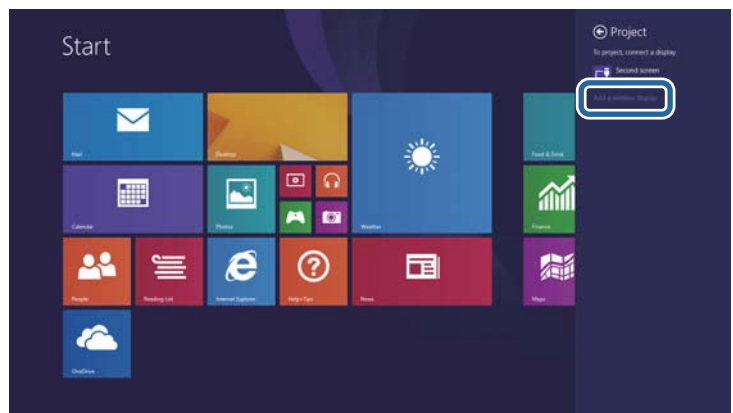 Start
Project
To project, connect a display
Second screen
Add a wireless display
Mail
Desktop
Food & Drink
Calendar
Photos
Weather
Finance
People
Reading List
Internet Explorer
Help+Tips
News
Maps
OneDrive